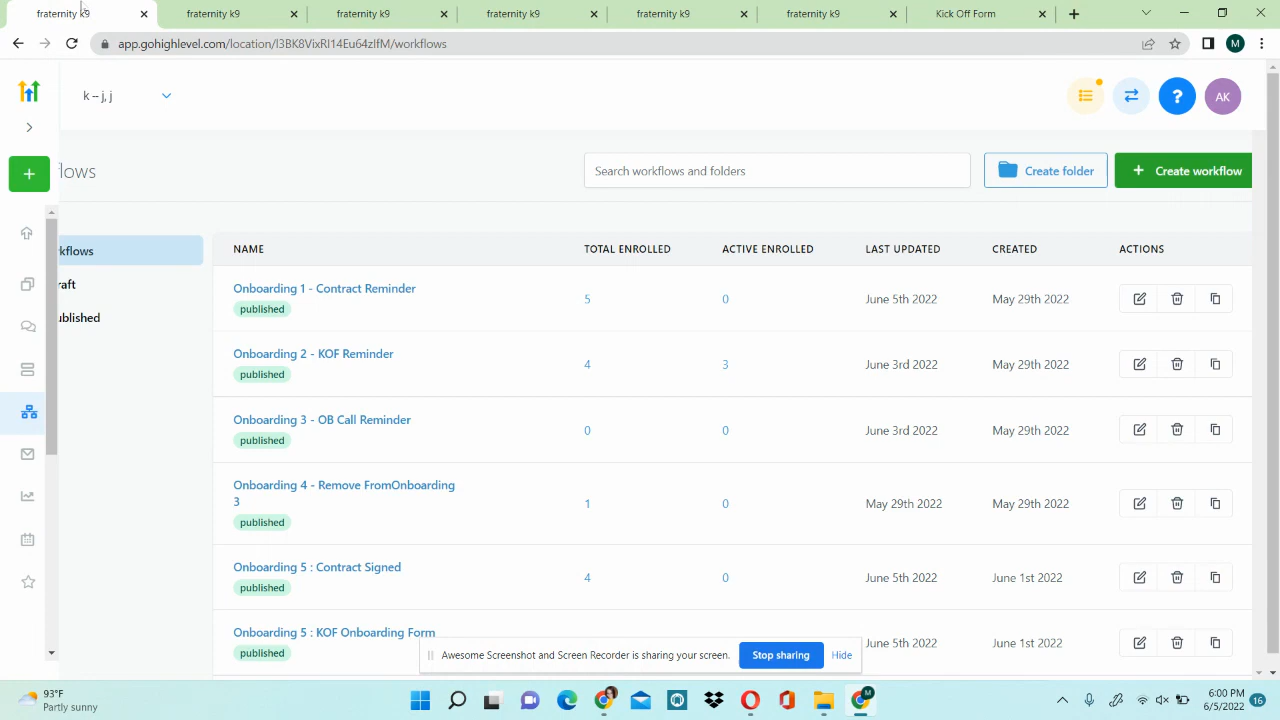 fraternity k9
fraternity k9
fraternity k9
fraternity k9
fraternity k9
fraternity k9
Kick Off Form
app.gohighlevel.com/location/l3BK8VixRl14Eu64zIfM/workflows
M
k -- j, j
?
AK
flows
Search workflows and folders
Create folder
+ Create workflow
kflows
raft
ublished
NAME
TOTAL ENROLLED
ACTIVE ENROLLED
LAST UPDATED
CREATED
ACTIONS
Onboarding 1 - Contract Reminder
published
5
0
June 5th 2022
May 29th 2022
Onboarding 2 - KOF Reminder
published
4
3
June 3rd 2022
May 29th 2022
Onboarding 3 - OB Call Reminder
published
0
0
June 3rd 2022
May 29th 2022
Onboarding 4 - Remove FromOnboarding
3
published
1
0
May 29th 2022
May 29th 2022
Onboarding 5 : Contract Signed
published
4
0
June 5th 2022
June 1st 2022
Onboarding 5 : KOF Onboarding Form
published
June 5th 2022
June 1st 2022
Awesome Screenshot and Screen Recorder is sharing your screen.
Stop sharing
Hide
93°F
Partly sunny
M
6:00 PM
6/5/2022
16